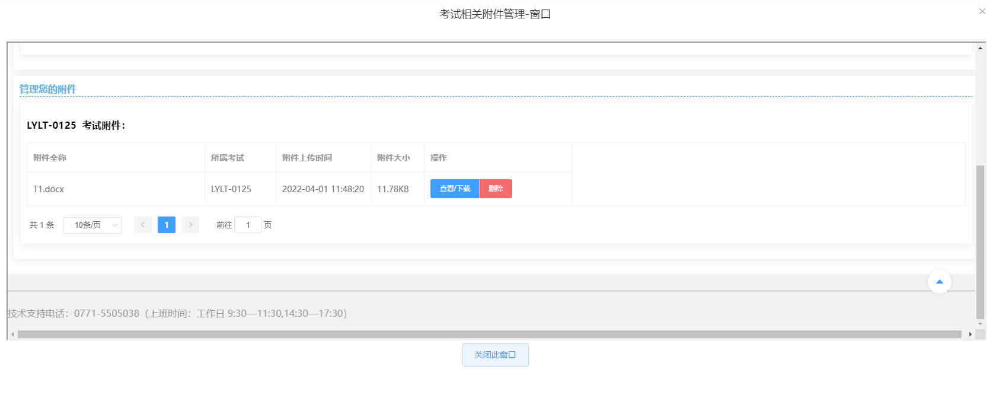 考试相关附件管理-窗口
管理您的附件
LYLT-0125 考试附件：
附件全称 所属考试 附件上传时间 附件大小 操作
T1.docx LYLT-0125 2022-04-01 11:48:20 11.78KB 查看/下载 删除
共 1 条 10条/页 1 前往 1 页
技术支持电话：0771-5505038（上班时间：工作日 9:30—11:30,14:30—17:30）
关闭此窗口